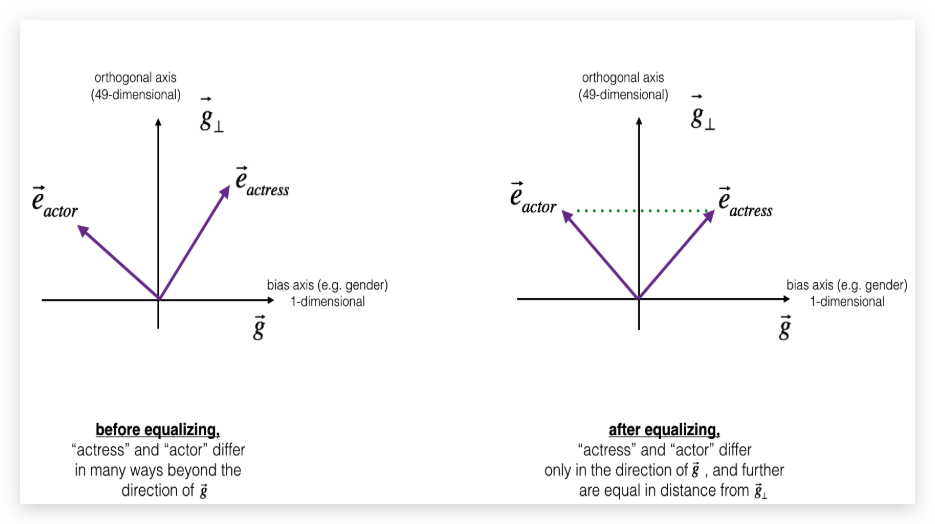 orthogonal axis
(49-dimensional)
g⃗⊥
e⃗actress
e⃗actor
bias axis (e.g. gender)
1-dimensional
g⃗
before equalizing,
“actress” and “actor” differ
in many ways beyond the
direction of g⃗
orthogonal axis
(49-dimensional)
g⃗⊥
e⃗actor
e⃗actress
bias axis (e.g. gender)
1-dimensional
g⃗
after equalizing,
“actress” and “actor” differ
only in the direction of g⃗ , and further
are equal in distance from g⃗⊥